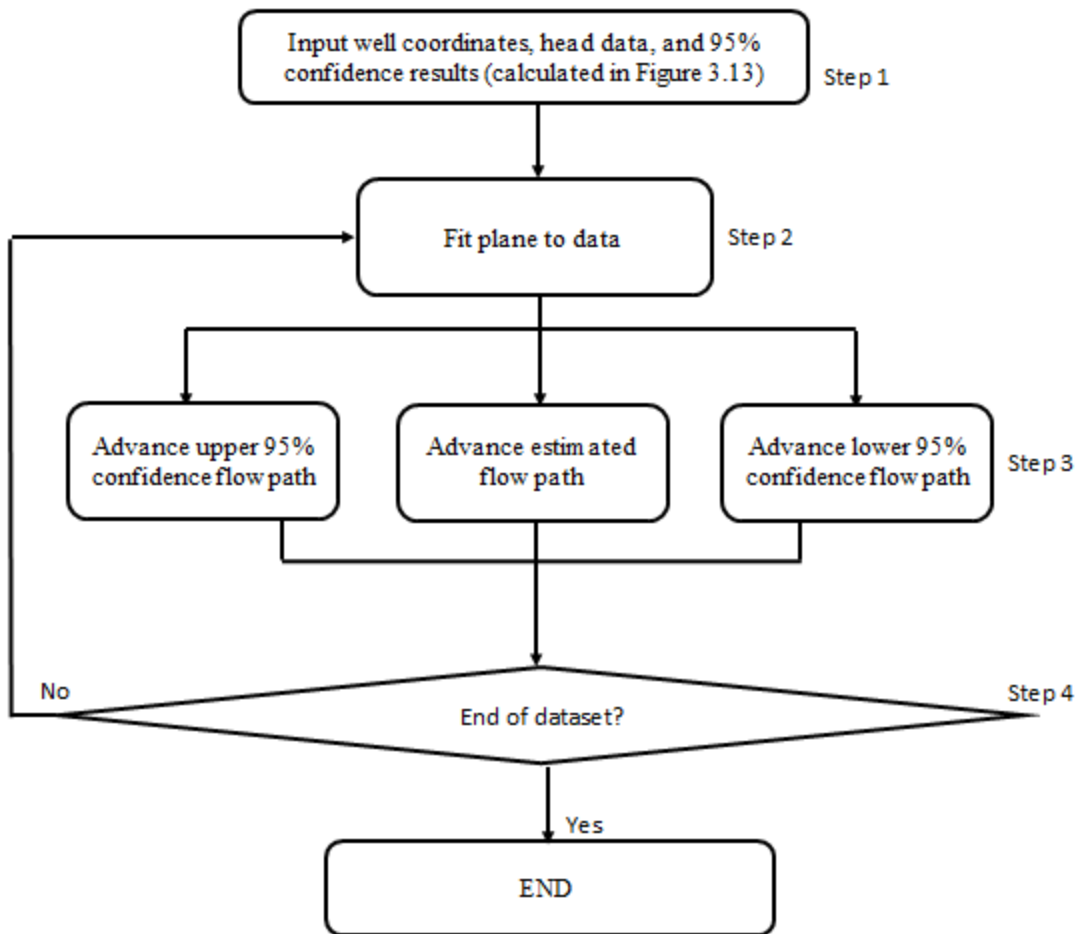 Input well coordinates, head data, and 95%
confidence results (calculated in Figure 3.13)
Step 1
Fit plane to data
Step 2
Advance upper 95%
confidence flow path
Advance estimated
flow path
Advance lower 95%
confidence flow path
Step 3
No
End of dataset?
Step 4
Yes
END